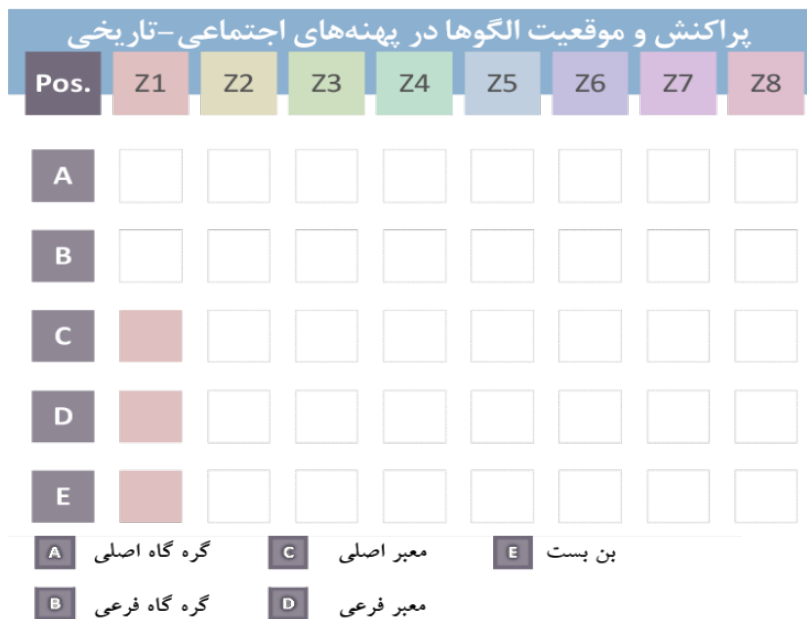 پراکنش و موقعیت الگوها در پهنه‌های اجتماعی-تاریخی
Pos. Z1 Z2 Z3 Z4 Z5 Z6 Z7 Z8
A
B
C
D
E
A گره گاه اصلی C معبر اصلی E بن بست
B گره گاه فرعی D معبر فرعی